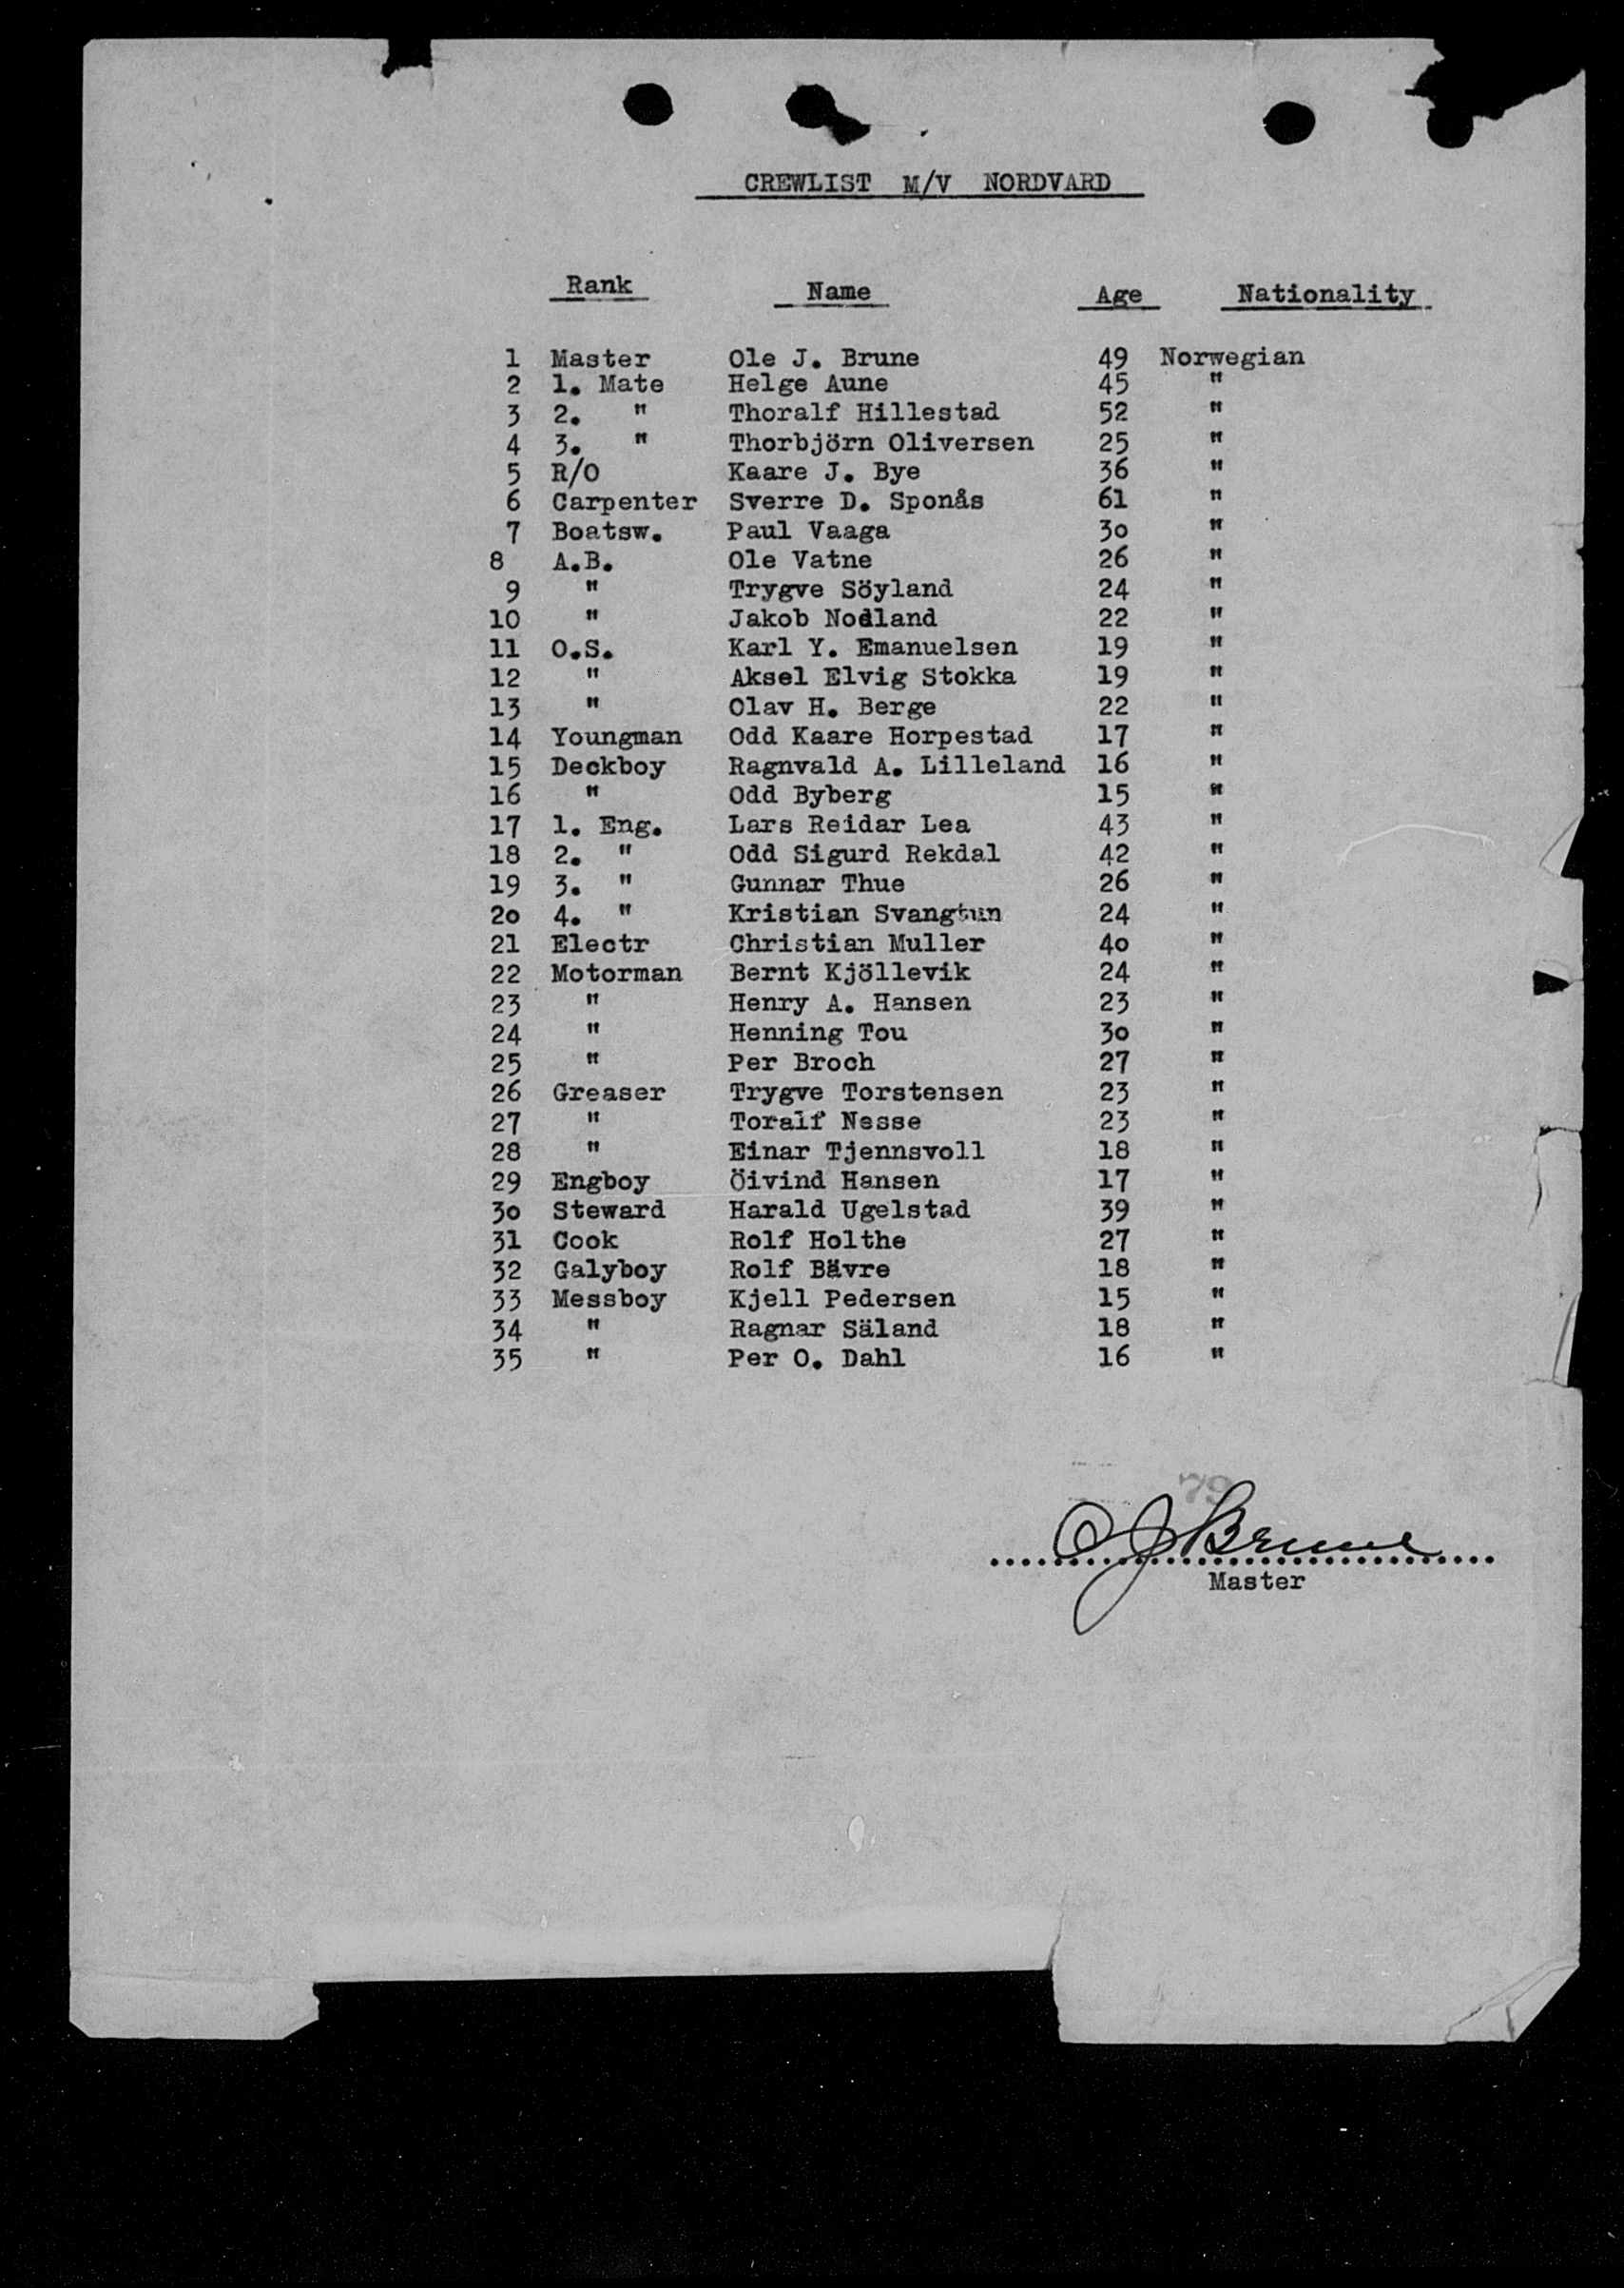 CREWLIST M/V NORDVARD
Rank Name Age Nationality
1 Master Ole J. Brune 49 Norwegian
2 1. Mate Helge Aune 45 "
3 2. " Thoralf Hillestad 52 "
4 3. " Thorbjörn Oliversen 25 "
5 R/O Kaare J. Bye 36 "
6 Carpenter Sverre D. Sponås 61 "
7 Boatsw. Paul Vaaga 30 "
8 A.B. Ole Vatne 26 "
9 " Trygve Söyland 24 "
10 " Jakob Nodland 22 "
11 O.S. Karl Y. Emanuelsen 19 "
12 " Aksel Elvig Stokka 19 "
13 " Olav H. Berge 22 "
14 Youngman Odd Kaare Horpestad 17 "
15 Deckboy Ragnvald A. Lilleland 16 "
16 " Odd Byberg 15 "
17 1. Eng. Lars Reidar Lea 43 "
18 2. " Odd Sigurd Rekdal 42 "
19 3. " Gunnar Thue 26 "
20 4. " Kristian Svangtun 24 "
21 Electr Christian Muller 40 "
22 Motorman Bernt Kjöllevik 24 "
23 " Henry A. Hansen 23 "
24 " Henning Tou 30 "
25 " Per Broch 27 "
26 Greaser Trygve Torstensen 23 "
27 " Toralf Nesse 23 "
28 " Einar Tjennsvoll 18 "
29 Engboy Öivind Hansen 17 "
30 Steward Harald Ugelstad 39 "
31 Cook Rolf Holthe 27 "
32 Galyboy Rolf Bävre 18 "
33 Messboy Kjell Pedersen 15 "
34 " Ragnar Säland 18 "
35 " Per O. Dahl 16 "
79
O J Brune
Master